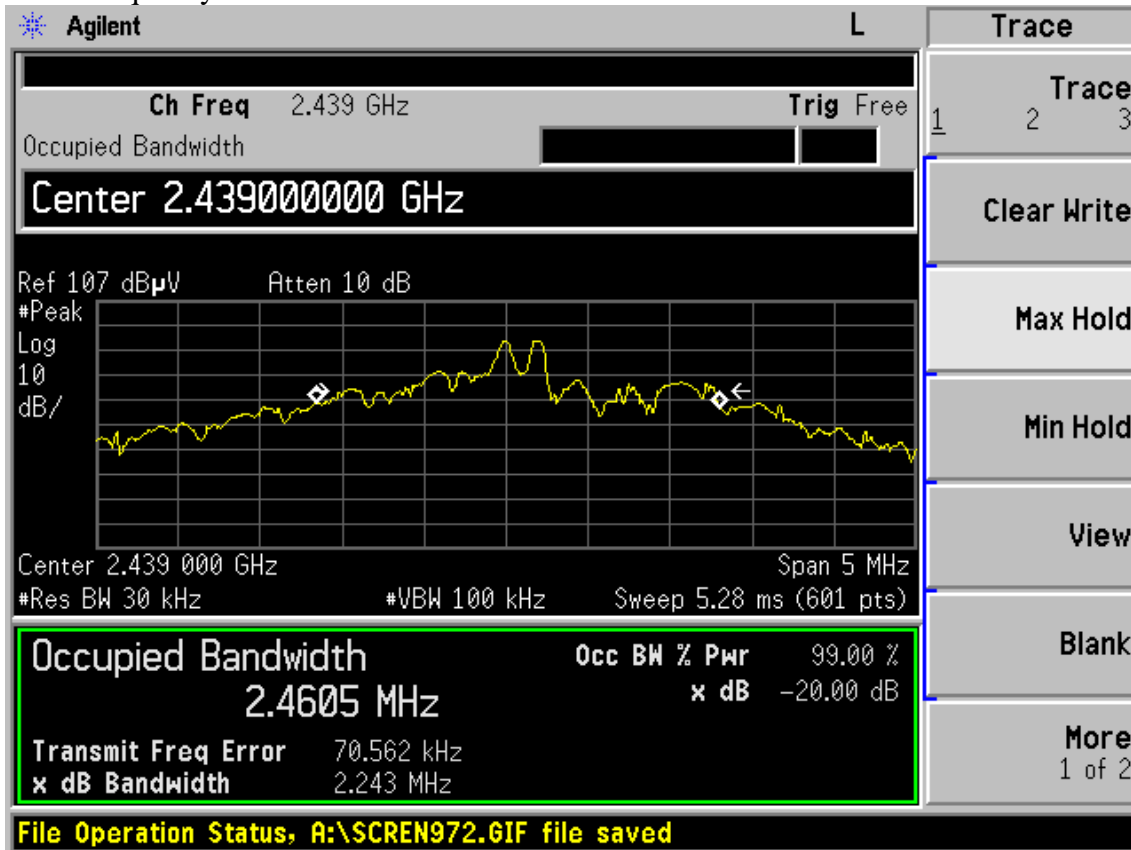 Agilent L Trace
Ch Freq 2.439 GHz Trig Free
Occupied Bandwidth
Center 2.439000000 GHz
Ref 107 dBµV Atten 10 dB
#Peak
Log
10
dB/
Center 2.439 000 GHz Span 5 MHz
#Res BW 30 kHz #VBW 100 kHz Sweep 5.28 ms (601 pts)
Occupied Bandwidth Occ BW % Pwr 99.00 %
2.4605 MHz x dB -20.00 dB
Transmit Freq Error 70.562 kHz
x dB Bandwidth 2.243 MHz
File Operation Status, A:\SCREN972.GIF file saved
Trace
1 2 3
Clear Write
Max Hold
Min Hold
View
Blank
More
1 of 2